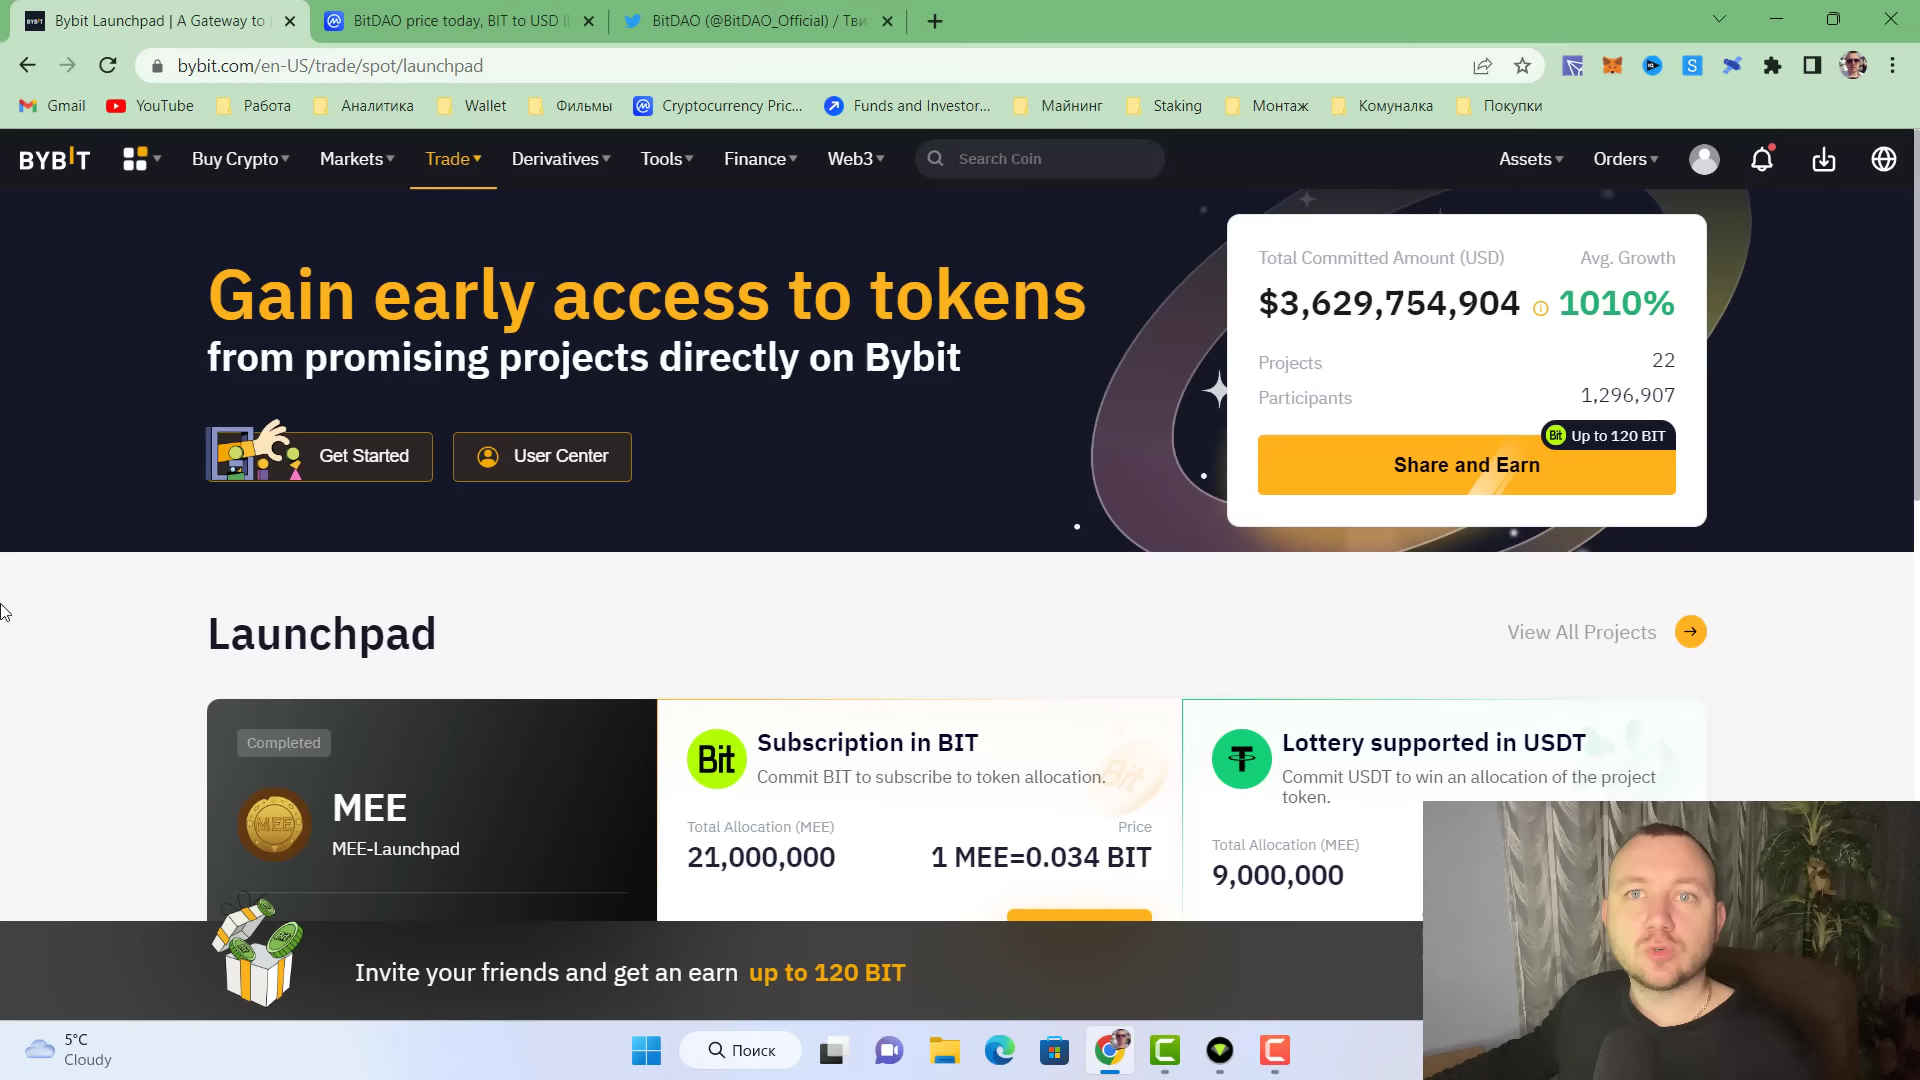 Bybit Launchpad | A Gateway to
BitDAO price today, BIT to USD li
BitDAO (@BitDAO_Official) / Тви
bybit.com/en-US/trade/spot/launchpad
Gmail YouTube Работа Аналитика Wallet Фильмы Cryptocurrency Pric... Funds and Investor... Майнинг Staking Монтаж Комуналка Покупки
BYBIT Buy Crypto Markets Trade Derivatives Tools Finance Web3 Search Coin Assets Orders
Gain early access to tokens
from promising projects directly on Bybit
Get Started User Center
Total Committed Amount (USD) Avg. Growth
$3,629,754,904 1010%
Projects 22
Participants 1,296,907
Bit Up to 120 BIT
Share and Earn
Launchpad
View All Projects
Completed
MEE
MEE
MEE-Launchpad
Bit
Subscription in BIT
Commit BIT to subscribe to token allocation.
Bit
Total Allocation (MEE) Price
21,000,000 1 MEE=0.034 BIT
Lottery supported in USDT
Commit USDT to win an allocation of the project
token.
Total Allocation (MEE)
9,000,000
Invite your friends and get an earn up to 120 BIT
5°C
Cloudy
Поиск